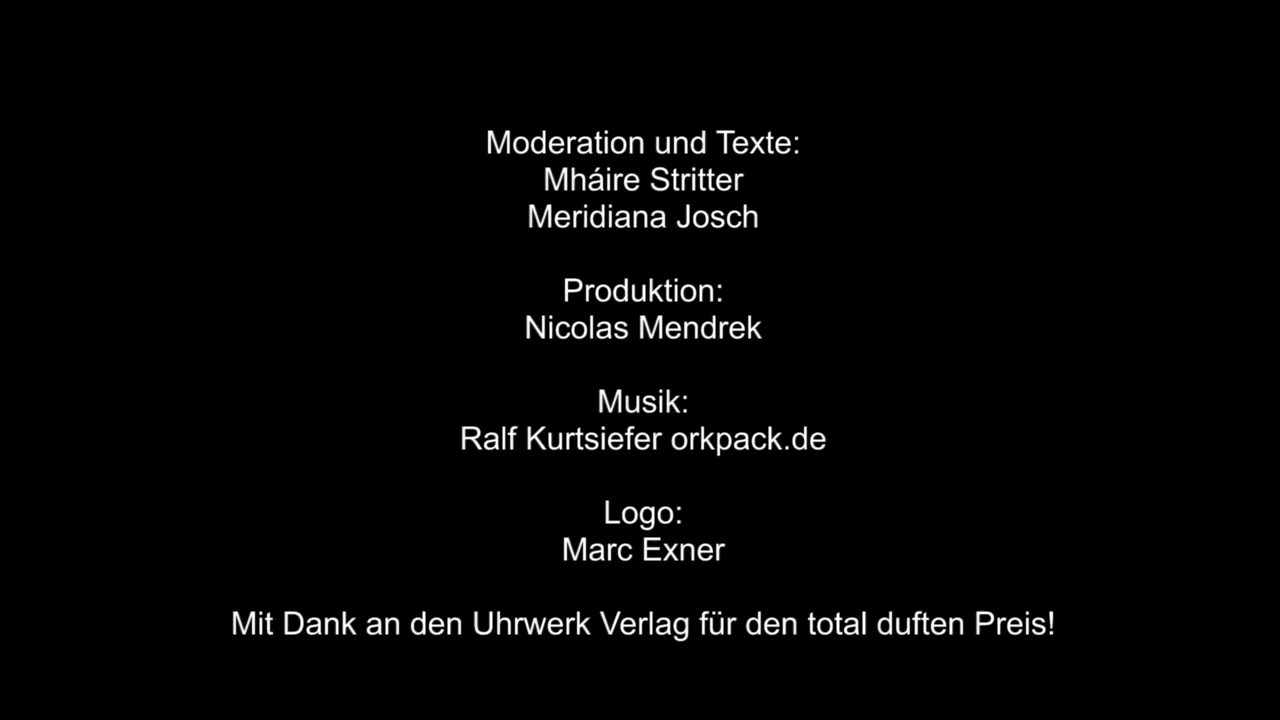 Moderation und Texte:
Mháire Stritter
Meridiana Josch
Produktion:
Nicolas Mendrek
Musik:
Ralf Kurtsiefer orkpack.de
Logo:
Marc Exner
Mit Dank an den Uhrwerk Verlag für den total duften Preis!